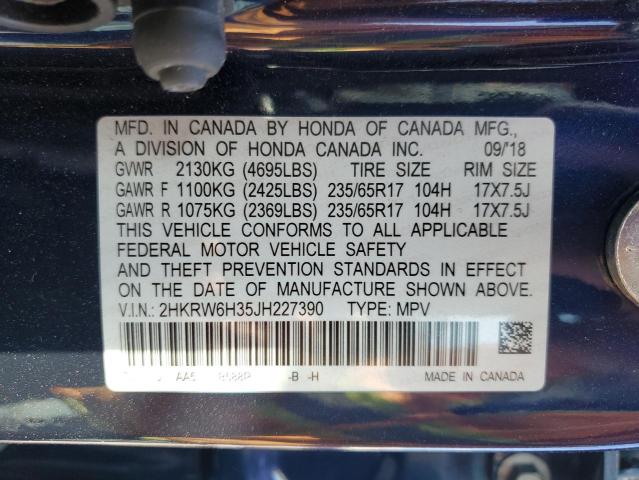 MFD. IN CANADA BY HONDA OF CANADA MFG.,
A DIVISION OF HONDA CANADA INC. 09/'18
GVWR 2130KG (4695LBS) TIRE SIZE RIM SIZE
GAWR F 1100KG (2425LBS) 235/65R17 104H 17X7.5J
GAWR R 1075KG (2369LBS) 235/65R17 104H 17X7.5J
THIS VEHICLE CONFORMS TO ALL APPLICABLE
FEDERAL MOTOR VEHICLE SAFETY
AND THEFT PREVENTION STANDARDS IN EFFECT
ON THE DATE OF MANUFACTURE SHOWN ABOVE.
V.I.N.: 2HKRW6H35JH227390 TYPE: MPV
-B -H MADE IN CANADA